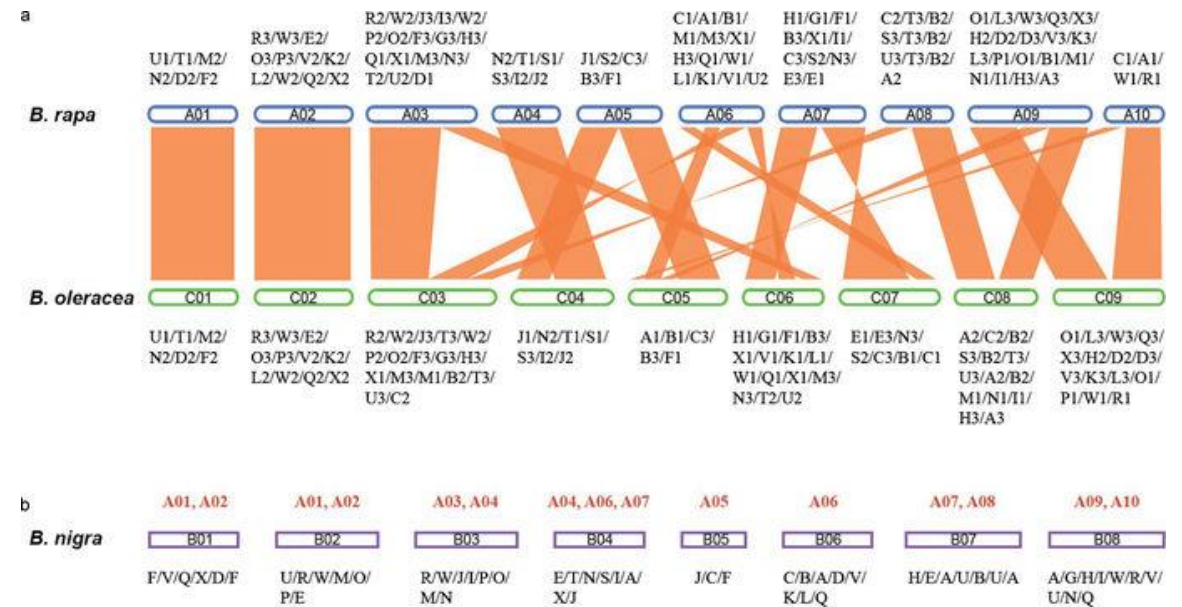 a
U1/T1/M2/
N2/D2/F2
R3/W3/E2/
O3/P3/V2/K2/
L2/W2/Q2/X2
R2/W2/J3/I3/W2/
P2/O2/F3/G3/H3/
Q1/X1/M3/N3/
T2/U2/D1
N2/T1/S1/
S3/I2/J2
J1/S2/C3/
B3/F1
C1/A1/B1/
M1/M3/X1/
H3/Q1/W1/
L1/K1/V1/U2
H1/G1/F1/
B3/X1/I1/
C3/S2/N3/
E3/E1
C2/T3/B2/
S3/T3/B2/
U3/T3/B2/
A2
O1/L3/W3/Q3/X3/
H2/D2/D3/V3/K3/
L3/P1/O1/B1/M1/
N1/I1/H3/A3
C1/A1/
W1/R1
B. rapa
A01
A02
A03
A04
A05
A06
A07
A08
A09
A10
B. oleracea
C01
C02
C03
C04
C05
C06
C07
C08
C09
U1/T1/M2/
N2/D2/F2
R3/W3/E2/
O3/P3/V2/K2/
L2/W2/Q2/X2
R2/W2/J3/T3/W2/
P2/O2/F3/G3/H3/
X1/M3/M1/B2/T3/
U3/C2
J1/N2/T1/S1/
S3/I2/J2
A1/B1/C3/
B3/F1
H1/G1/F1/B3/
X1/V1/K1/L1/
W1/Q1/X1/M3/
N3/T2/U2
E1/E3/N3/
S2/C3/B1/C1
A2/C2/B2/
S3/B2/T3/
U3/A2/B2/
M1/N1/I1/
H3/A3
O1/L3/W3/Q3/
X3/H2/D2/D3/
V3/K3/L3/O1/
P1/W1/R1
b
A01, A02
A01, A02
A03, A04
A04, A06, A07
A05
A06
A07, A08
A09, A10
B. nigra
B01
B02
B03
B04
B05
B06
B07
B08
F/V/Q/X/D/F
U/R/W/M/O/
P/E
R/W/J/I/P/O/
M/N
E/T/N/S/I/A/
X/J
J/C/F
C/B/A/D/V/
K/L/Q
H/E/A/U/B/U/A
A/G/H/I/W/R/V/
U/N/Q